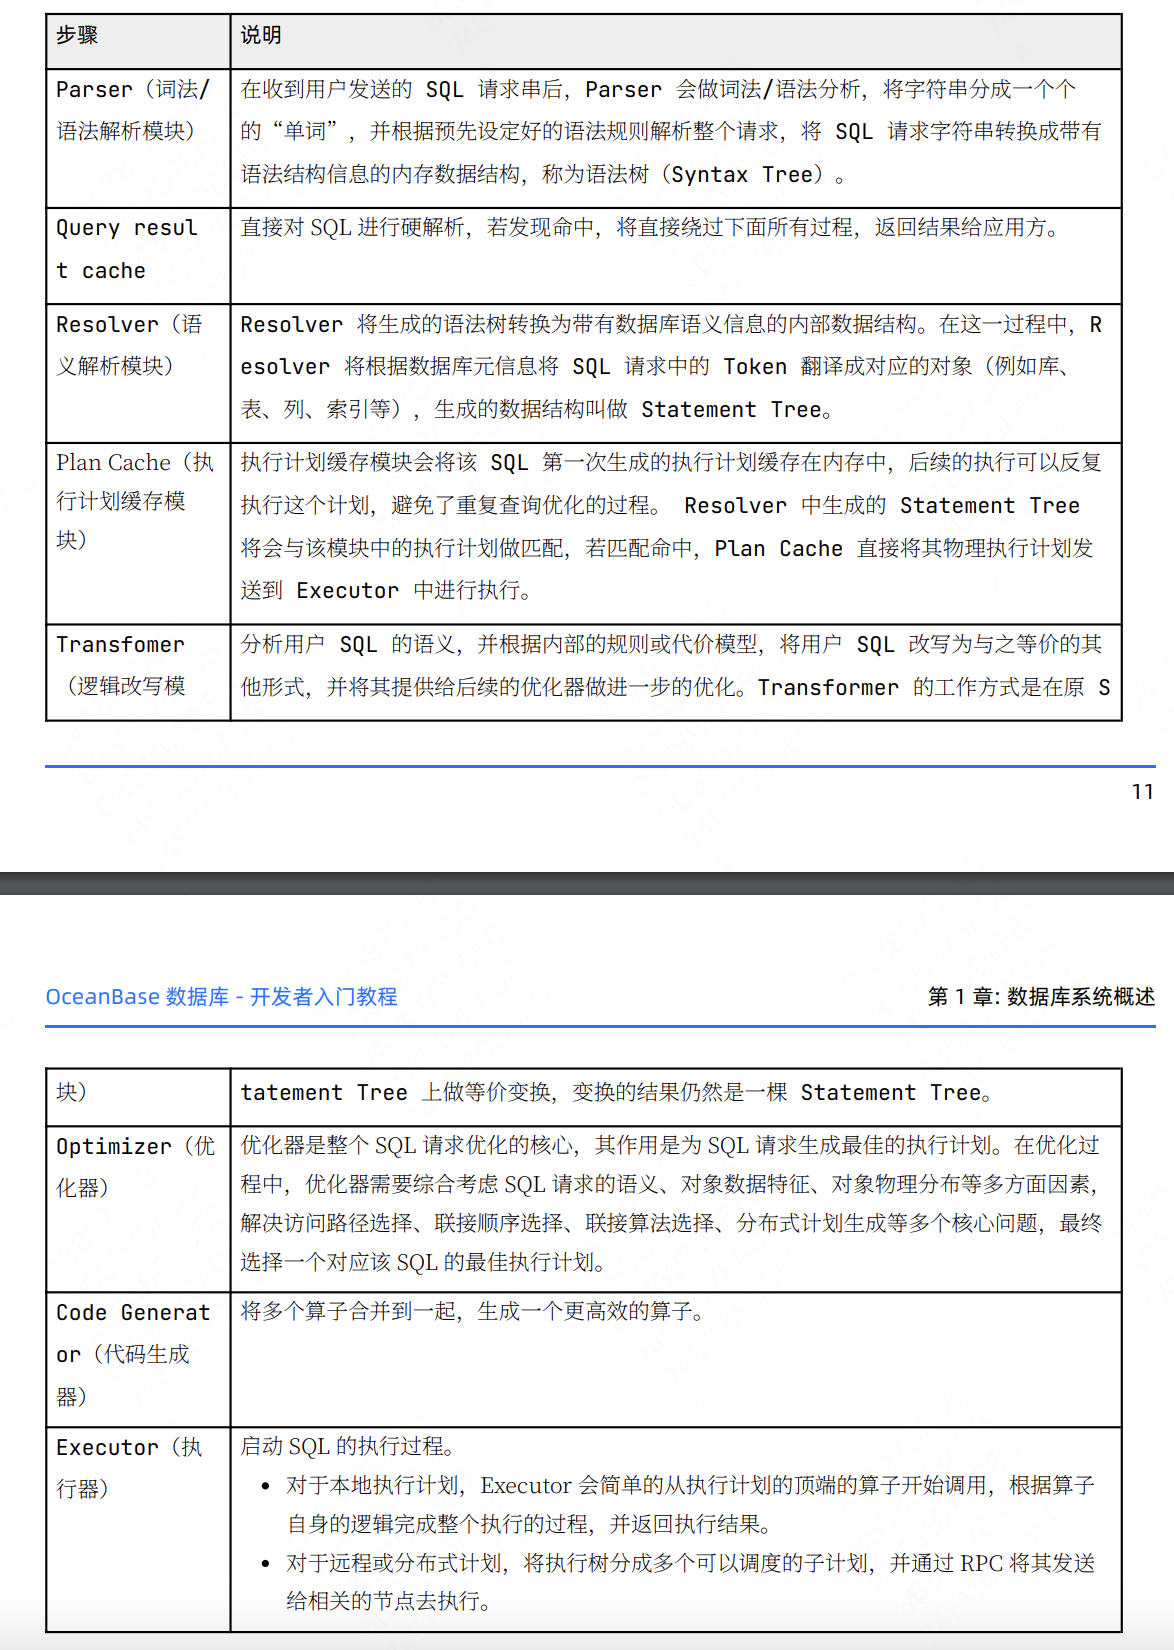 步骤
说明
Parser（词法/
语法解析模块）
在收到用户发送的 SQL 请求串后，Parser 会做词法/语法分析，将字符串分成一个个
的“单词”，并根据预先设定好的语法规则解析整个请求，将 SQL 请求字符串转换成带有
语法结构信息的内存数据结构，称为语法树（Syntax Tree）。
Query resul
t cache
直接对 SQL 进行硬解析，若发现命中，将直接绕过下面所有过程，返回结果给应用方。
Resolver（语
义解析模块）
Resolver 将生成的语法树转换为带有数据库语义信息的内部数据结构。在这一过程中，R
esolver 将根据数据库元信息将 SQL 请求中的 Token 翻译成对应的对象（例如库、
表、列、索引等），生成的数据结构叫做 Statement Tree。
Plan Cache（执
行计划缓存模
块）
执行计划缓存模块会将该 SQL 第一次生成的执行计划缓存在内存中，后续的执行可以反复
执行这个计划，避免了重复查询优化的过程。 Resolver 中生成的 Statement Tree
将会与该模块中的执行计划做匹配，若匹配命中，Plan Cache 直接将其物理执行计划发
送到 Executor 中进行执行。
Transfomer
（逻辑改写模
分析用户 SQL 的语义，并根据内部的规则或代价模型，将用户 SQL 改写为与之等价的其
他形式，并将其提供给后续的优化器做进一步的优化。Transformer 的工作方式是在原 S
11
OceanBase 数据库 - 开发者入门教程
第 1 章: 数据库系统概述
块）
tatement Tree 上做等价变换，变换的结果仍然是一棵 Statement Tree。
Optimizer（优
化器）
优化器是整个 SQL 请求优化的核心，其作用是为 SQL 请求生成最佳的执行计划。在优化过
程中，优化器需要综合考虑 SQL 请求的语义、对象数据特征、对象物理分布等多方面因素，
解决访问路径选择、联接顺序选择、联接算法选择、分布式计划生成等多个核心问题，最终
选择一个对应该 SQL 的最佳执行计划。
Code Generat
or（代码生成
器）
将多个算子合并到一起，生成一个更高效的算子。
Executor（执
行器）
启动 SQL 的执行过程。
• 对于本地执行计划，Executor 会简单的从执行计划的顶端的算子开始调用，根据算子
自身的逻辑完成整个执行的过程，并返回执行结果。
• 对于远程或分布式计划，将执行树分成多个可以调度的子计划，并通过 RPC 将其发送
给相关的节点去执行。